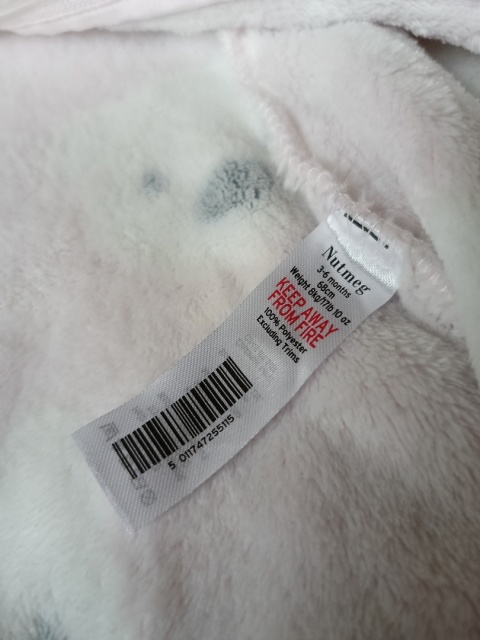 Nutmeg
3-6 months
68cm
Weight 8kg/17lb 10 oz
KEEP AWAY
FROM FIRE
100% Polyester
Excluding Trims
5 011747255115